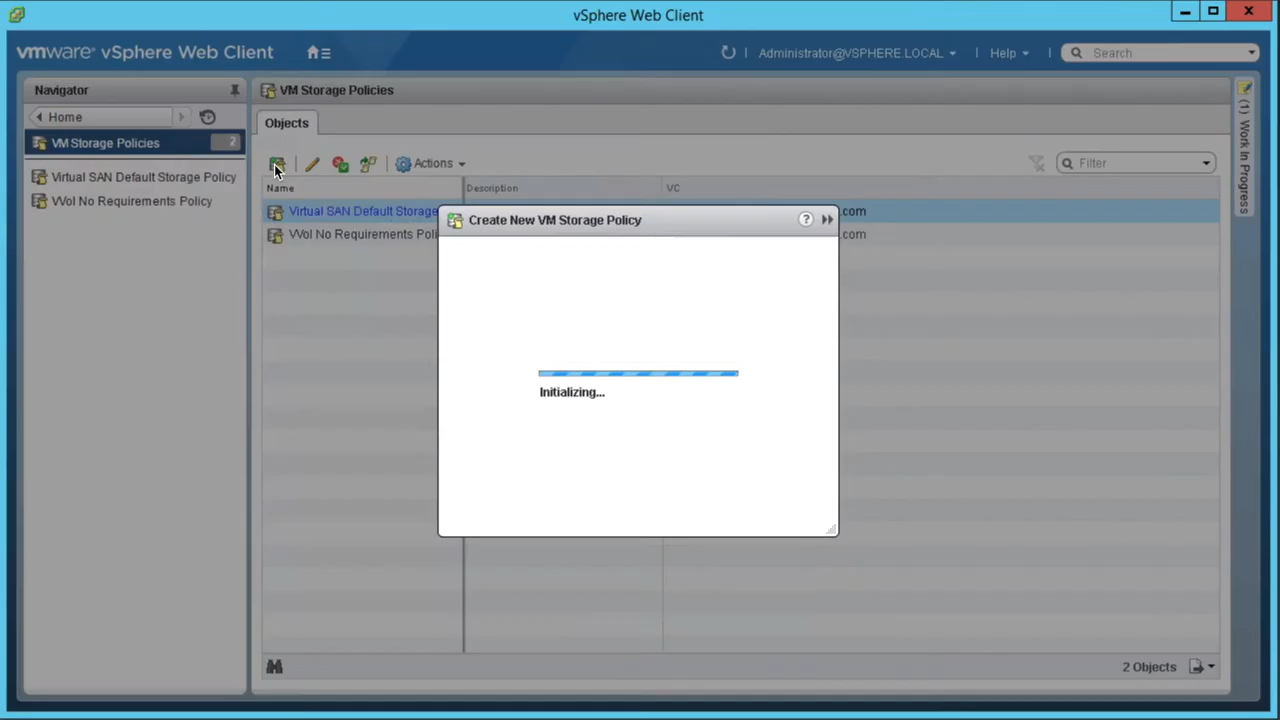 vSphere Web Client
vmware® vSphere Web Client
Administrator@VSPHERE.LOCAL
Help
Search
Navigator
Home
VM Storage Policies 2
Virtual SAN Default Storage Policy
VVol No Requirements Policy
VM Storage Policies
Objects
Actions
Filter
Name Description VC
Virtual SAN Default Storage .com
VVol No Requirements Poli .com
Create New VM Storage Policy
Initializing...
2 Objects
(1) Work In Progress